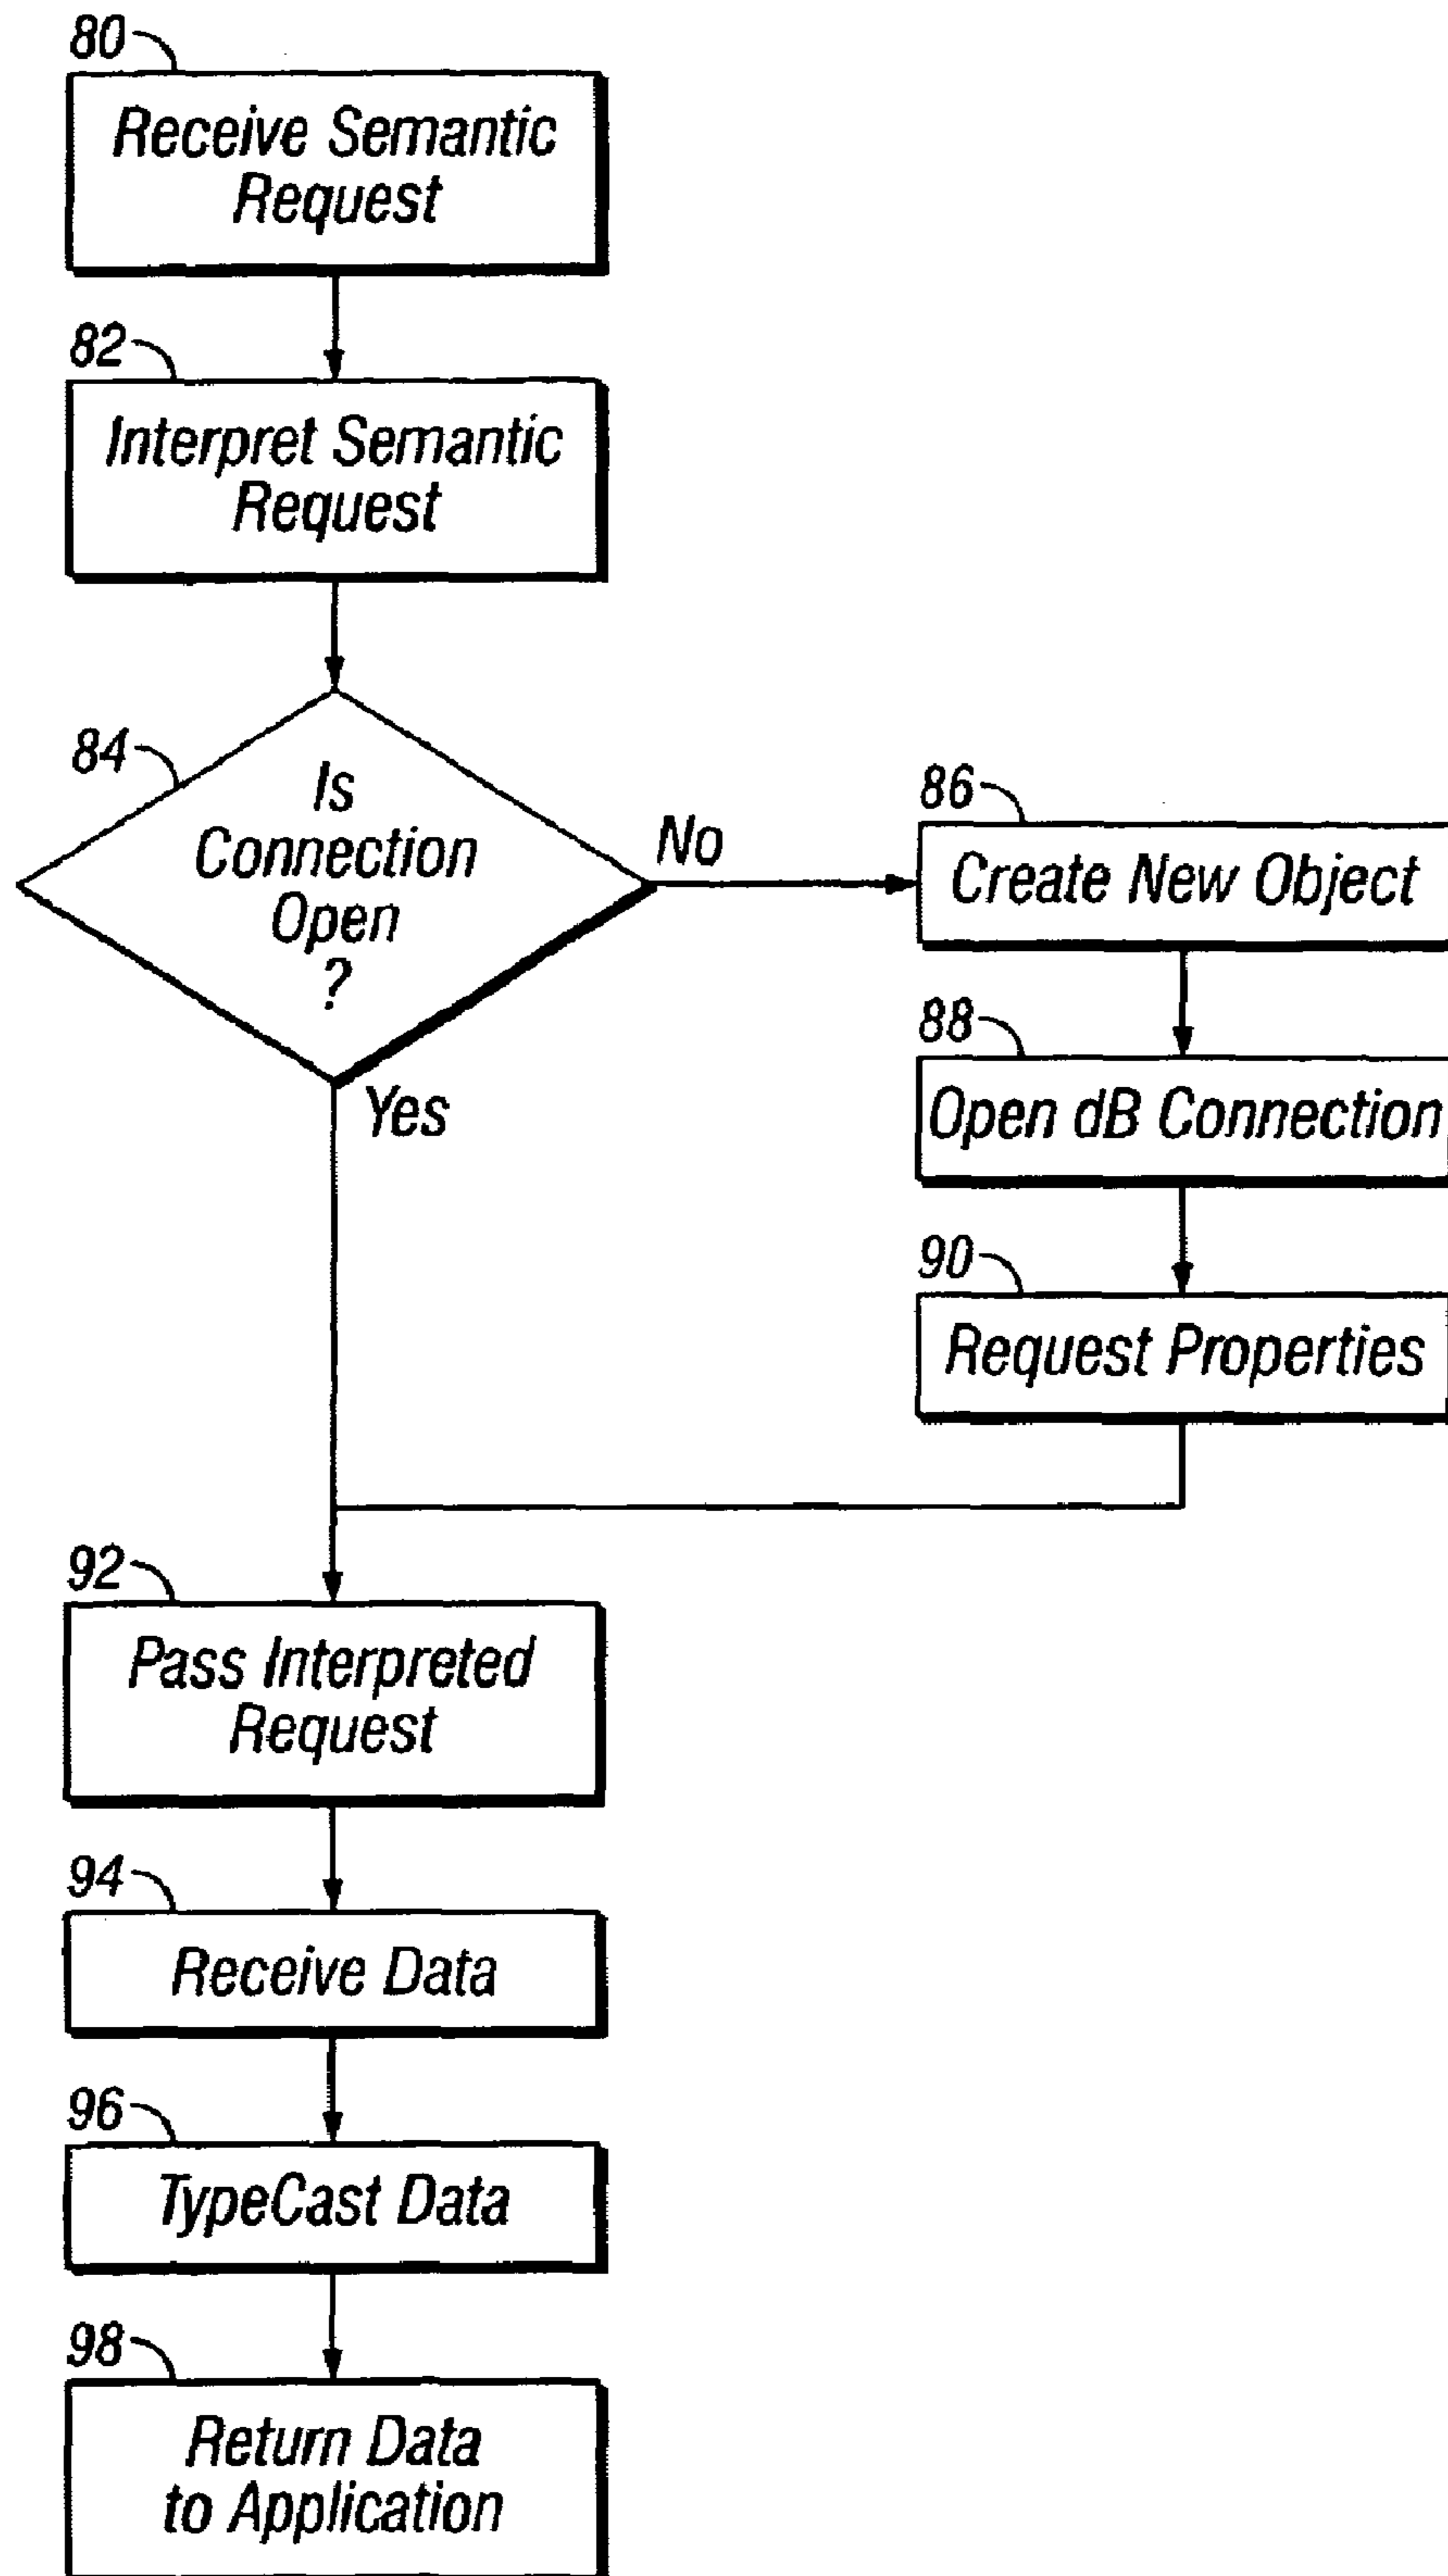 80
Receive Semantic
Request
82
Interpret Semantic
Request
84
Is
Connection
Open
?
No
Yes
86
Create New Object
88
Open dB Connection
90
Request Properties
92
Pass Interpreted
Request
94
Receive Data
96
TypeCast Data
98
Return Data
to Application